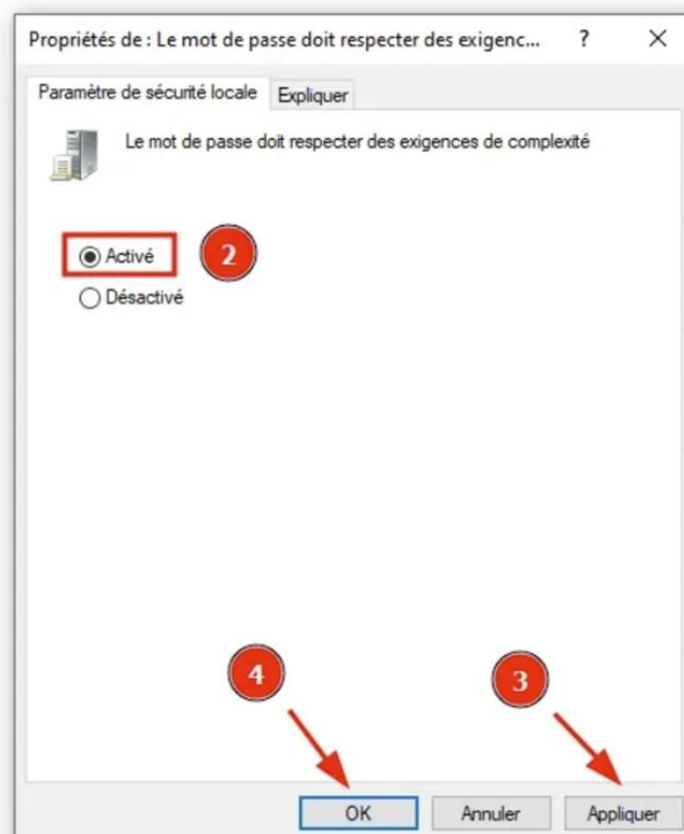 Propriétés de : Le mot de passe doit respecter des exigenc... ? ×
Paramètre de sécurité locale Expliquer
Le mot de passe doit respecter des exigences de complexité
Activé 2
Désactivé
4 3
OK Annuler Appliquer